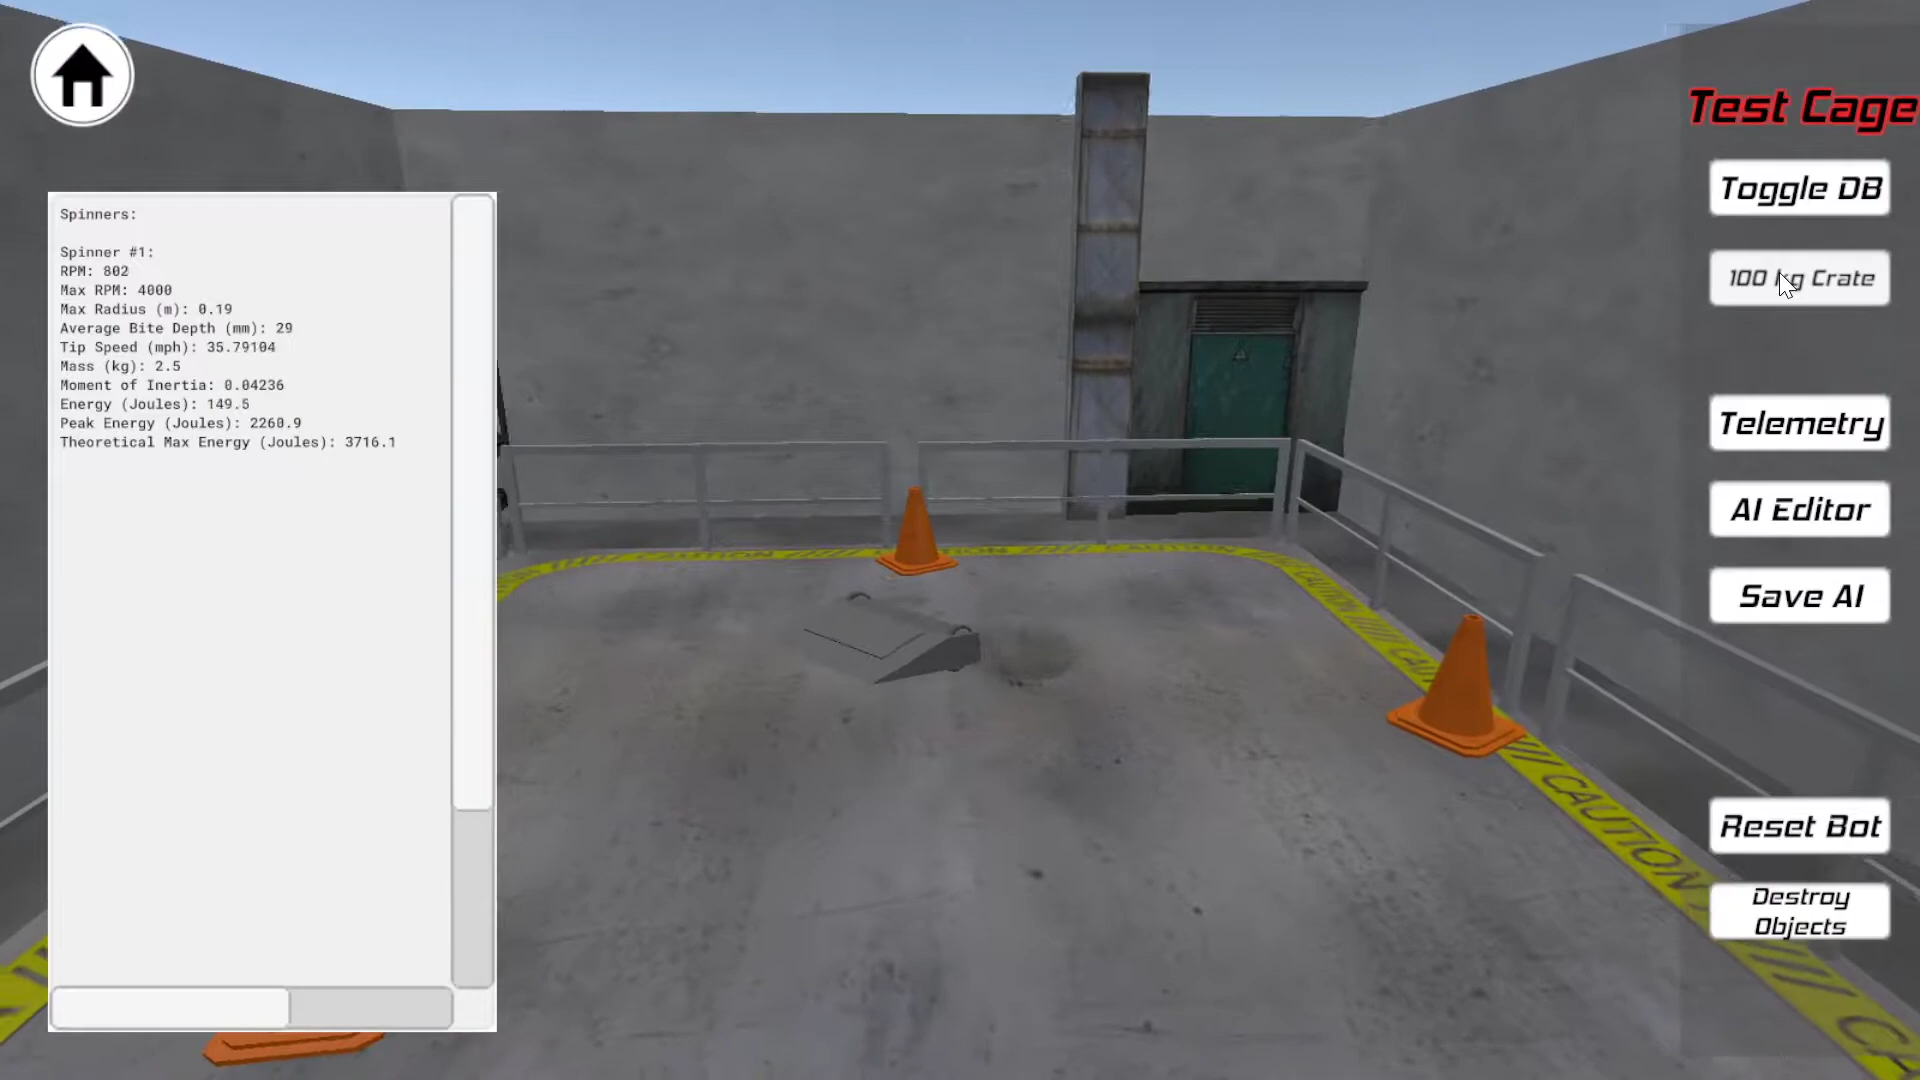 Test Cage
Toggle DB
100 kg Crate
Telemetry
AI Editor
Save AI
Reset Bot
Destroy
Objects
Spinners:
Spinner #1:
RPM: 802
Max RPM: 4000
Max Radius (m): 0.19
Average Bite Depth (mm): 29
Tip Speed (mph): 35.79104
Mass (kg): 2.5
Moment of Inertia: 0.04236
Energy (Joules): 149.5
Peak Energy (Joules): 2260.9
Theoretical Max Energy (Joules): 3716.1
CAUTION